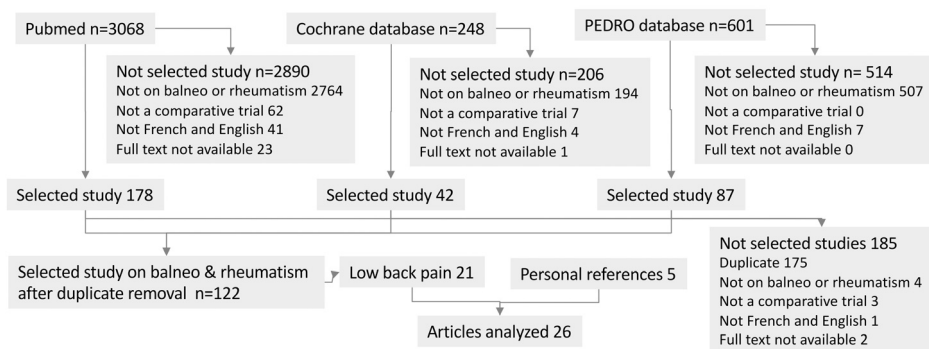 Pubmed n=3068
Cochrane database n=248
PEDRO database n=601
Not selected study n=2890
Not on balneo or rheumatism 2764
Not a comparative trial 62
Not French and English 41
Full text not available 23
Not selected study n=206
Not on balneo or rheumatism 194
Not a comparative trial 7
Not French and English 4
Full text not available 1
Not selected study n= 514
Not on balneo or rheumatism 507
Not a comparative trial 0
Not French and English 7
Full text not available 0
Selected study 178
Selected study 42
Selected study 87
Selected study on balneo & rheumatism
after duplicate removal n=122
Low back pain 21
Personal references 5
Articles analyzed 26
Not selected studies 185
Duplicate 175
Not on balneo or rheumatism 4
Not a comparative trial 3
Not French and English 1
Full text not available 2